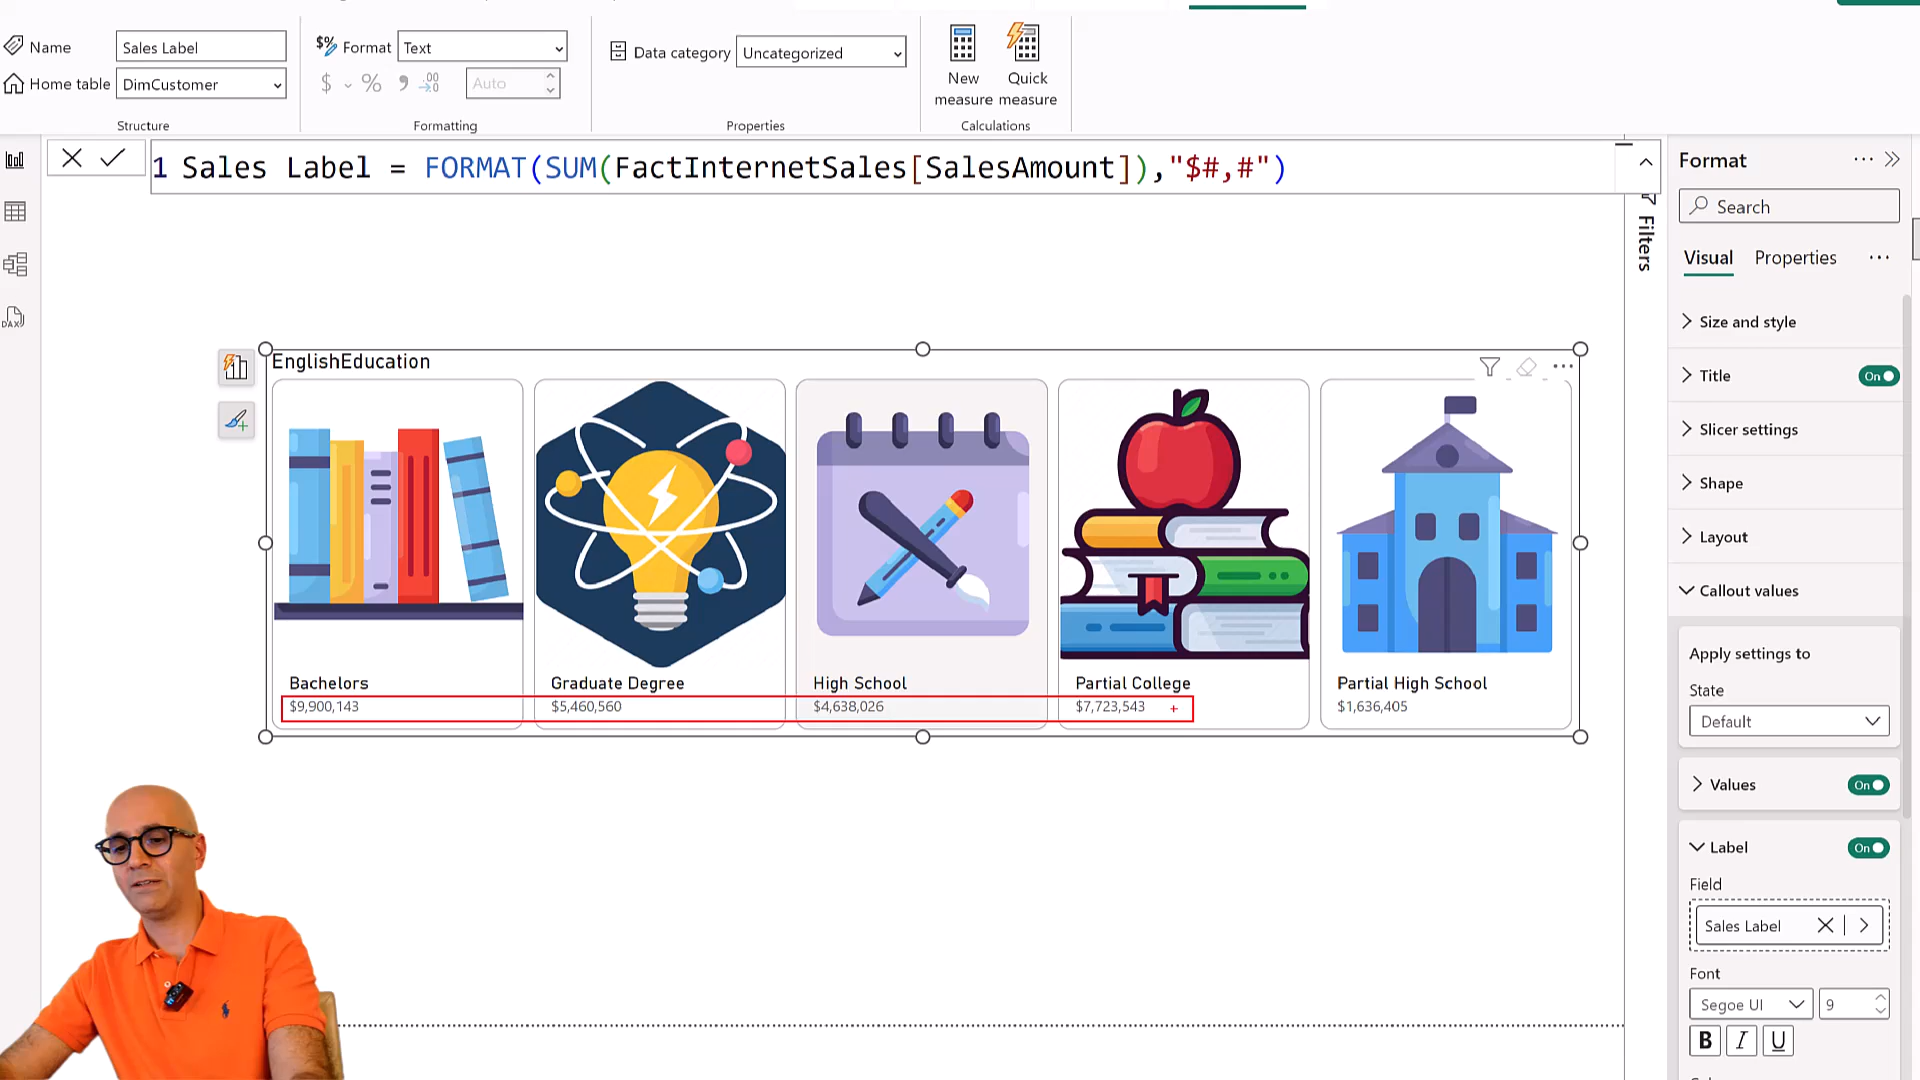 Name
Sales Label
Home table
DimCustomer
Structure
Format
Text
$ % 9 .00 →.0
Auto
Formatting
Data category
Uncategorized
Properties
New measure
Quick measure
Calculations
1 Sales Label = FORMAT(SUM(FactInternetSales[SalesAmount]),"$#,#")
DAX
Filters
EnglishEducation
Bachelors
$9,900,143
Graduate Degree
$5,460,560
High School
$4,638,026
Partial College
$7,723,543
Partial High School
$1,636,405
Format
Search
Visual
Properties
Size and style
Title
On
Slicer settings
Shape
Layout
Callout values
Apply settings to
State
Default
Values
On
Label
On
Field
Sales Label
Font
Segoe UI
9
B
I
U